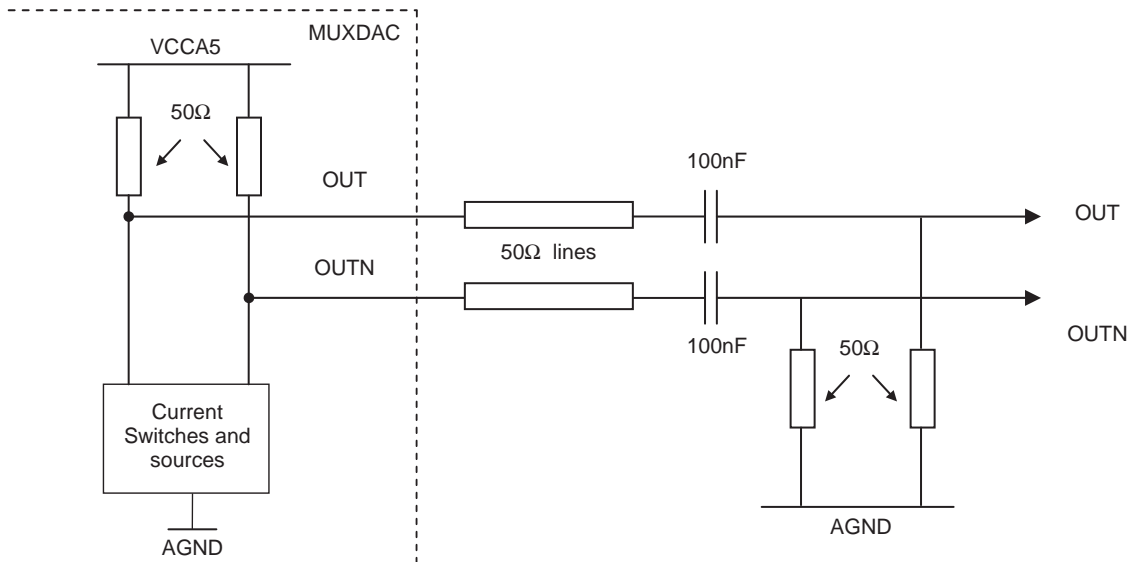 MUXDAC
VCCA5
50Ω
100nF
OUT
OUT
50Ω lines
OUTN
OUTN
100nF
50Ω
Current
Switches and
sources
AGND
AGND